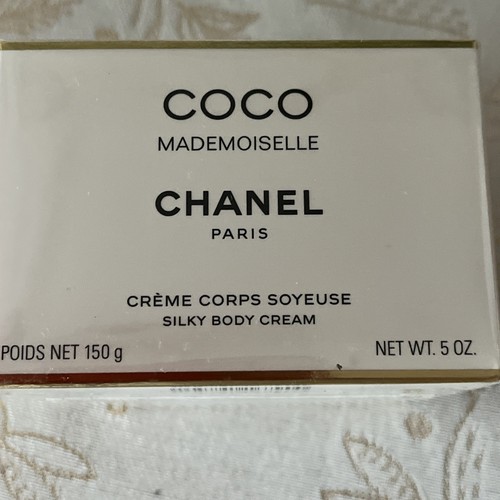 COCO
MADEMOISELLE
CHANEL
PARIS
CRÈME CORPS SOYEUSE
SILKY BODY CREAM
POIDS NET 150 g NET WT. 5 OZ.